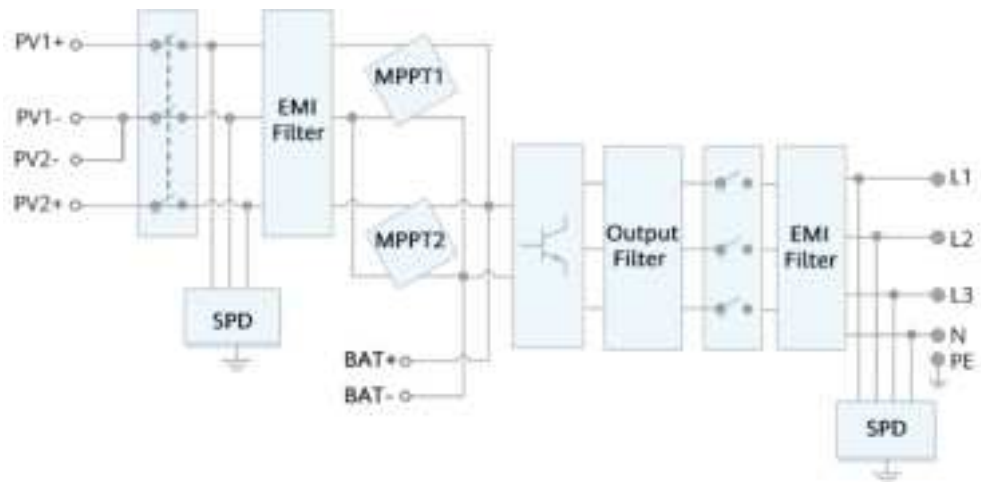 PV1+
PV1-
PV2-
PV2+
EMI
Filter
SPD
MPPT1
MPPT2
BAT+
BAT-
Output
Filter
EMI
Filter
L1
L2
L3
N
PE
SPD